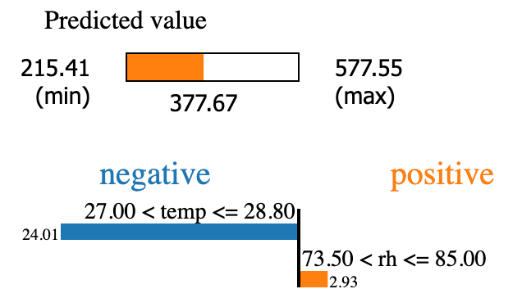 Predicted value
215.41
(min)
377.67
577.55
(max)
negative
positive
27.00 < temp <= 28.80
24.01
73.50 < rh <= 85.00
2.93